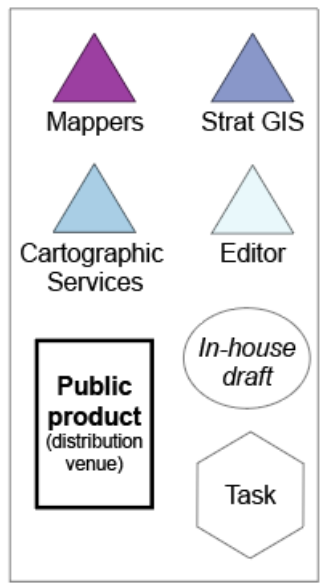 Mappers
Strat GIS
Cartographic
Services
Editor
In-house
draft
Public
product
(distribution
venue)
Task